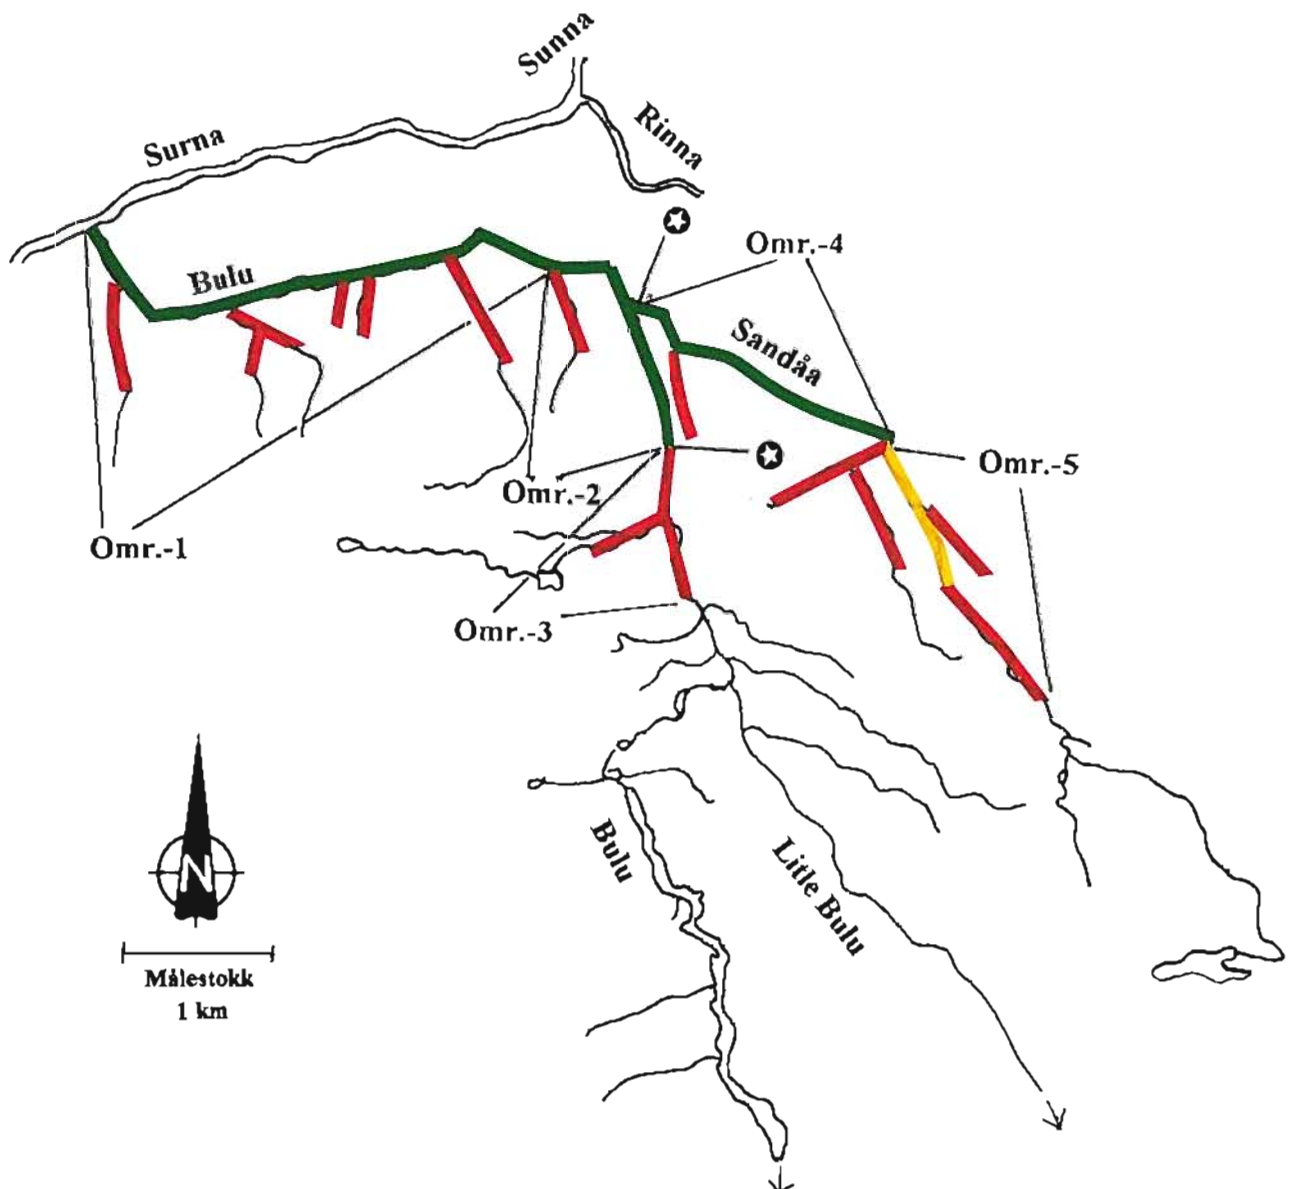 Sunna
Surna
Rinna
Omr.-4
Bulu
Sandåa
Omr.-5
Omr.-2
Omr.-1
Omr.-3
N
Bulu
Litle Bulu
Målestokk
1 km